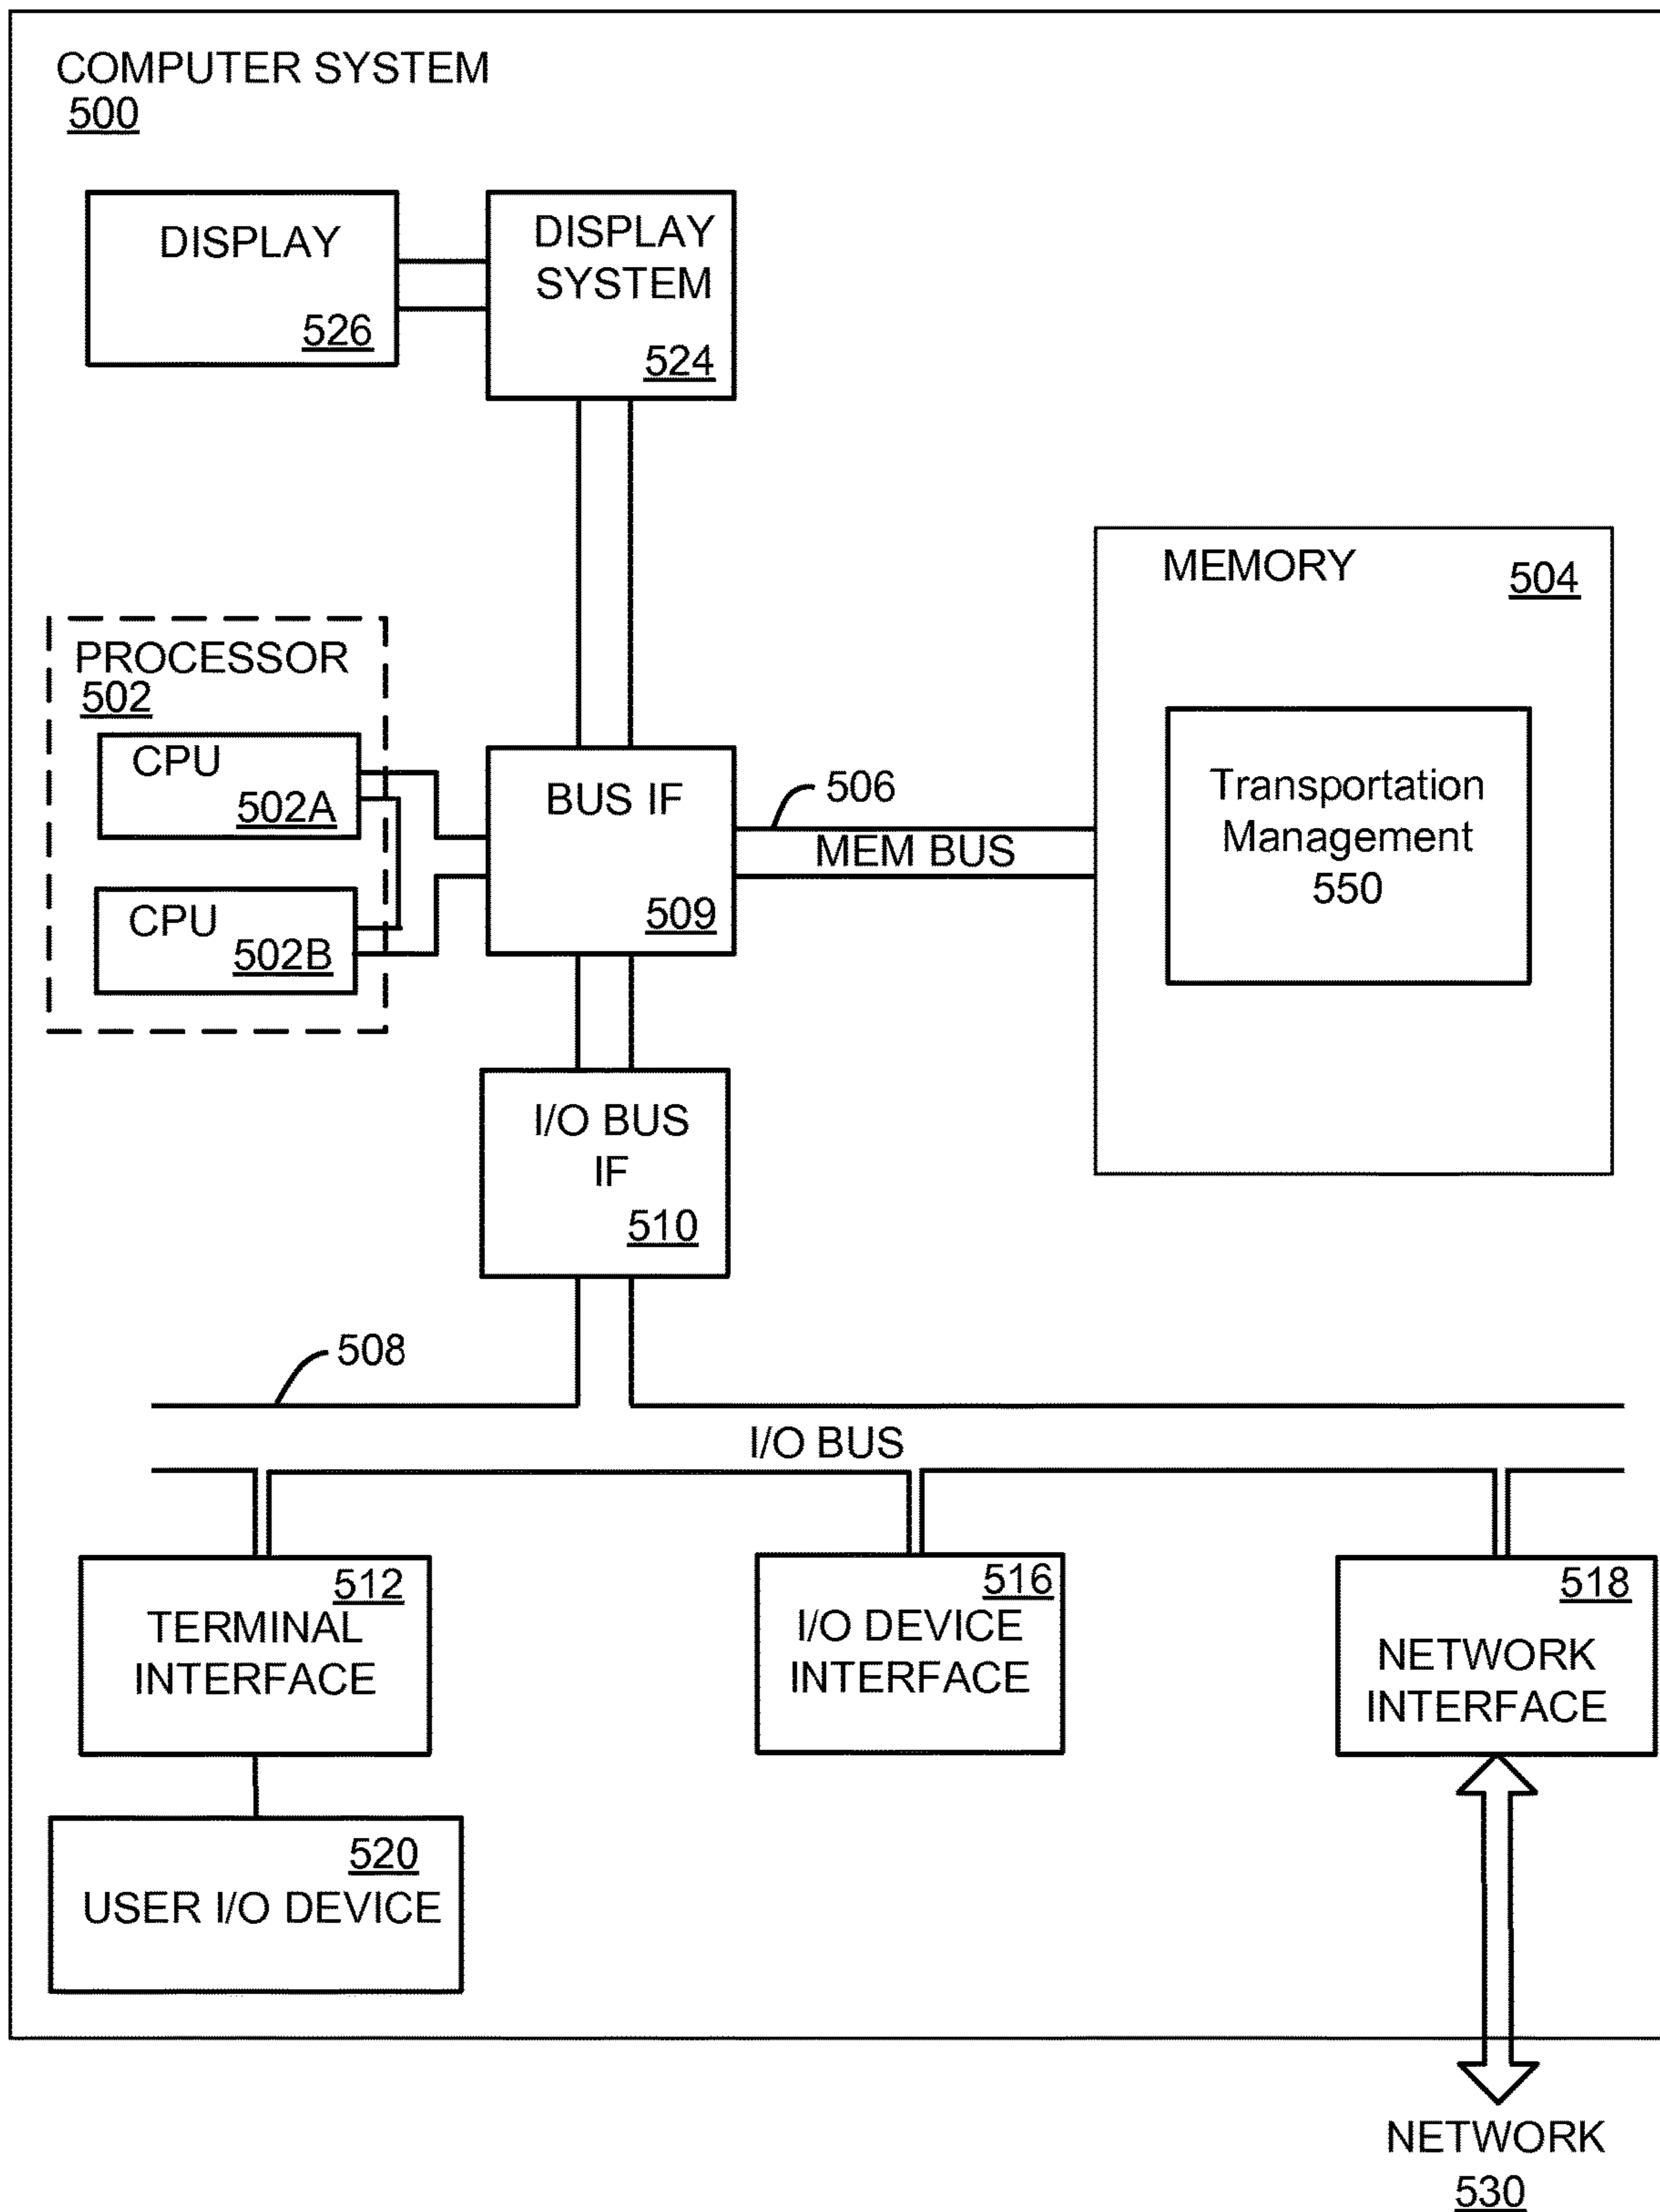 COMPUTER SYSTEM
500
DISPLAY
526
DISPLAY
SYSTEM
524
PROCESSOR
502
CPU
502A
CPU
502B
BUS IF
509
506
MEM BUS
MEMORY
504
Transportation
Management
550
I/O BUS
IF
510
508
I/O BUS
512
TERMINAL
INTERFACE
516
I/O DEVICE
INTERFACE
518
NETWORK
INTERFACE
520
USER I/O DEVICE
NETWORK
530